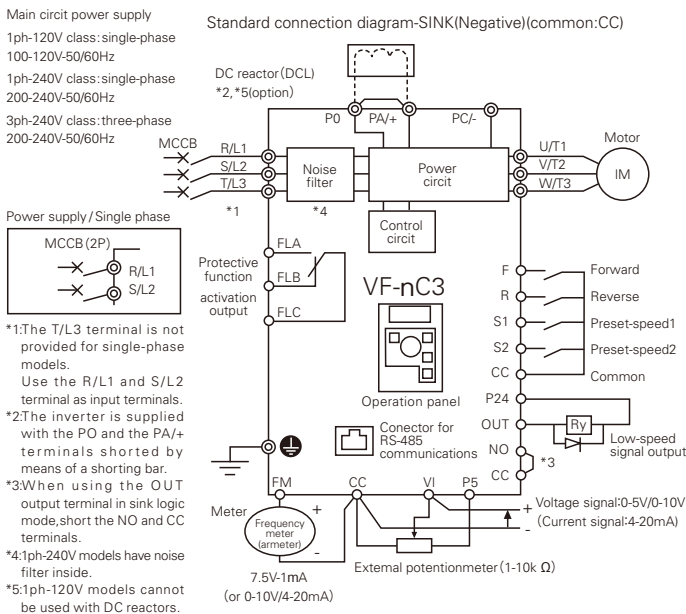 Main circit power supply
1ph-120V class:single-phase
100-120V-50/60Hz
1ph-240V class:single-phase
200-240V-50/60Hz
3ph-240V class:three-phase
200-240V-50/60Hz
Standard connection diagram-SINK(Negative)(common:CC)
DC reactor(DCL)
*2,*5(option)
P0 PA/+ PC/-
MCCB
R/L1
S/L2
T/L3
*1
Noise
filter
*4
Power
circit
Control
circit
U/T1
V/T2
W/T3
Motor
IM
Power supply/Single phase
MCCB(2P)
R/L1
S/L2
Protective
function
activation
output
FLA
FLB
FLC
VF-nC3
Operation panel
Conector for
RS-485
communications
F Forward
R Reverse
S1 Preset-speed1
S2 Preset-speed2
CC Common
P24
OUT
Ry
Low-speed
signal output
NO
*3
CC
*1:The T/L3 terminal is not
provided for single-phase
models.
Use the R/L1 and S/L2
terminal as input terminals.
*2:The inverter is supplied
with the PO and the PA/+
terminals shorted by
means of a shorting bar.
*3:When using the OUT
output terminal in sink logic
mode,short the NO and CC
terminals.
*4:1ph-240V models have noise
filter inside.
*5:1ph-120V models cannot
be used with DC reactors.
FM CC VI P5
Meter
+
Frequency
meter
(armeter)
-
7.5V-1mA
(or 0-10V/4-20mA)
External potentionmeter(1-10k Ω)
+ Voltage signal:0-5V/0-10V
(Current signal:4-20mA)
-